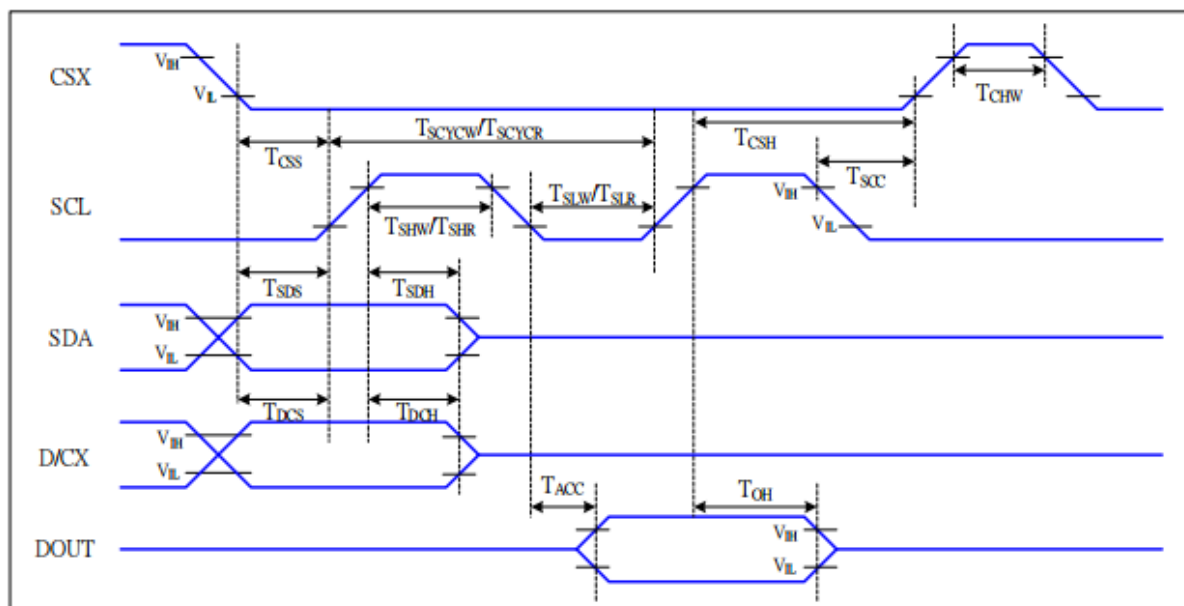 CSX
VIH
VIL
TCHW
TSCYCW/TSCYCR
TCSS
TCSH
TSCC
SCL
TSHW/TSHR
TSLW/TSLR
VIH
VIL
TSDS
TSDH
SDA
VIH
VIL
TDCS
TDCH
D/CX
VIH
VIL
TACC
TOH
DOUT
VIH
VIL